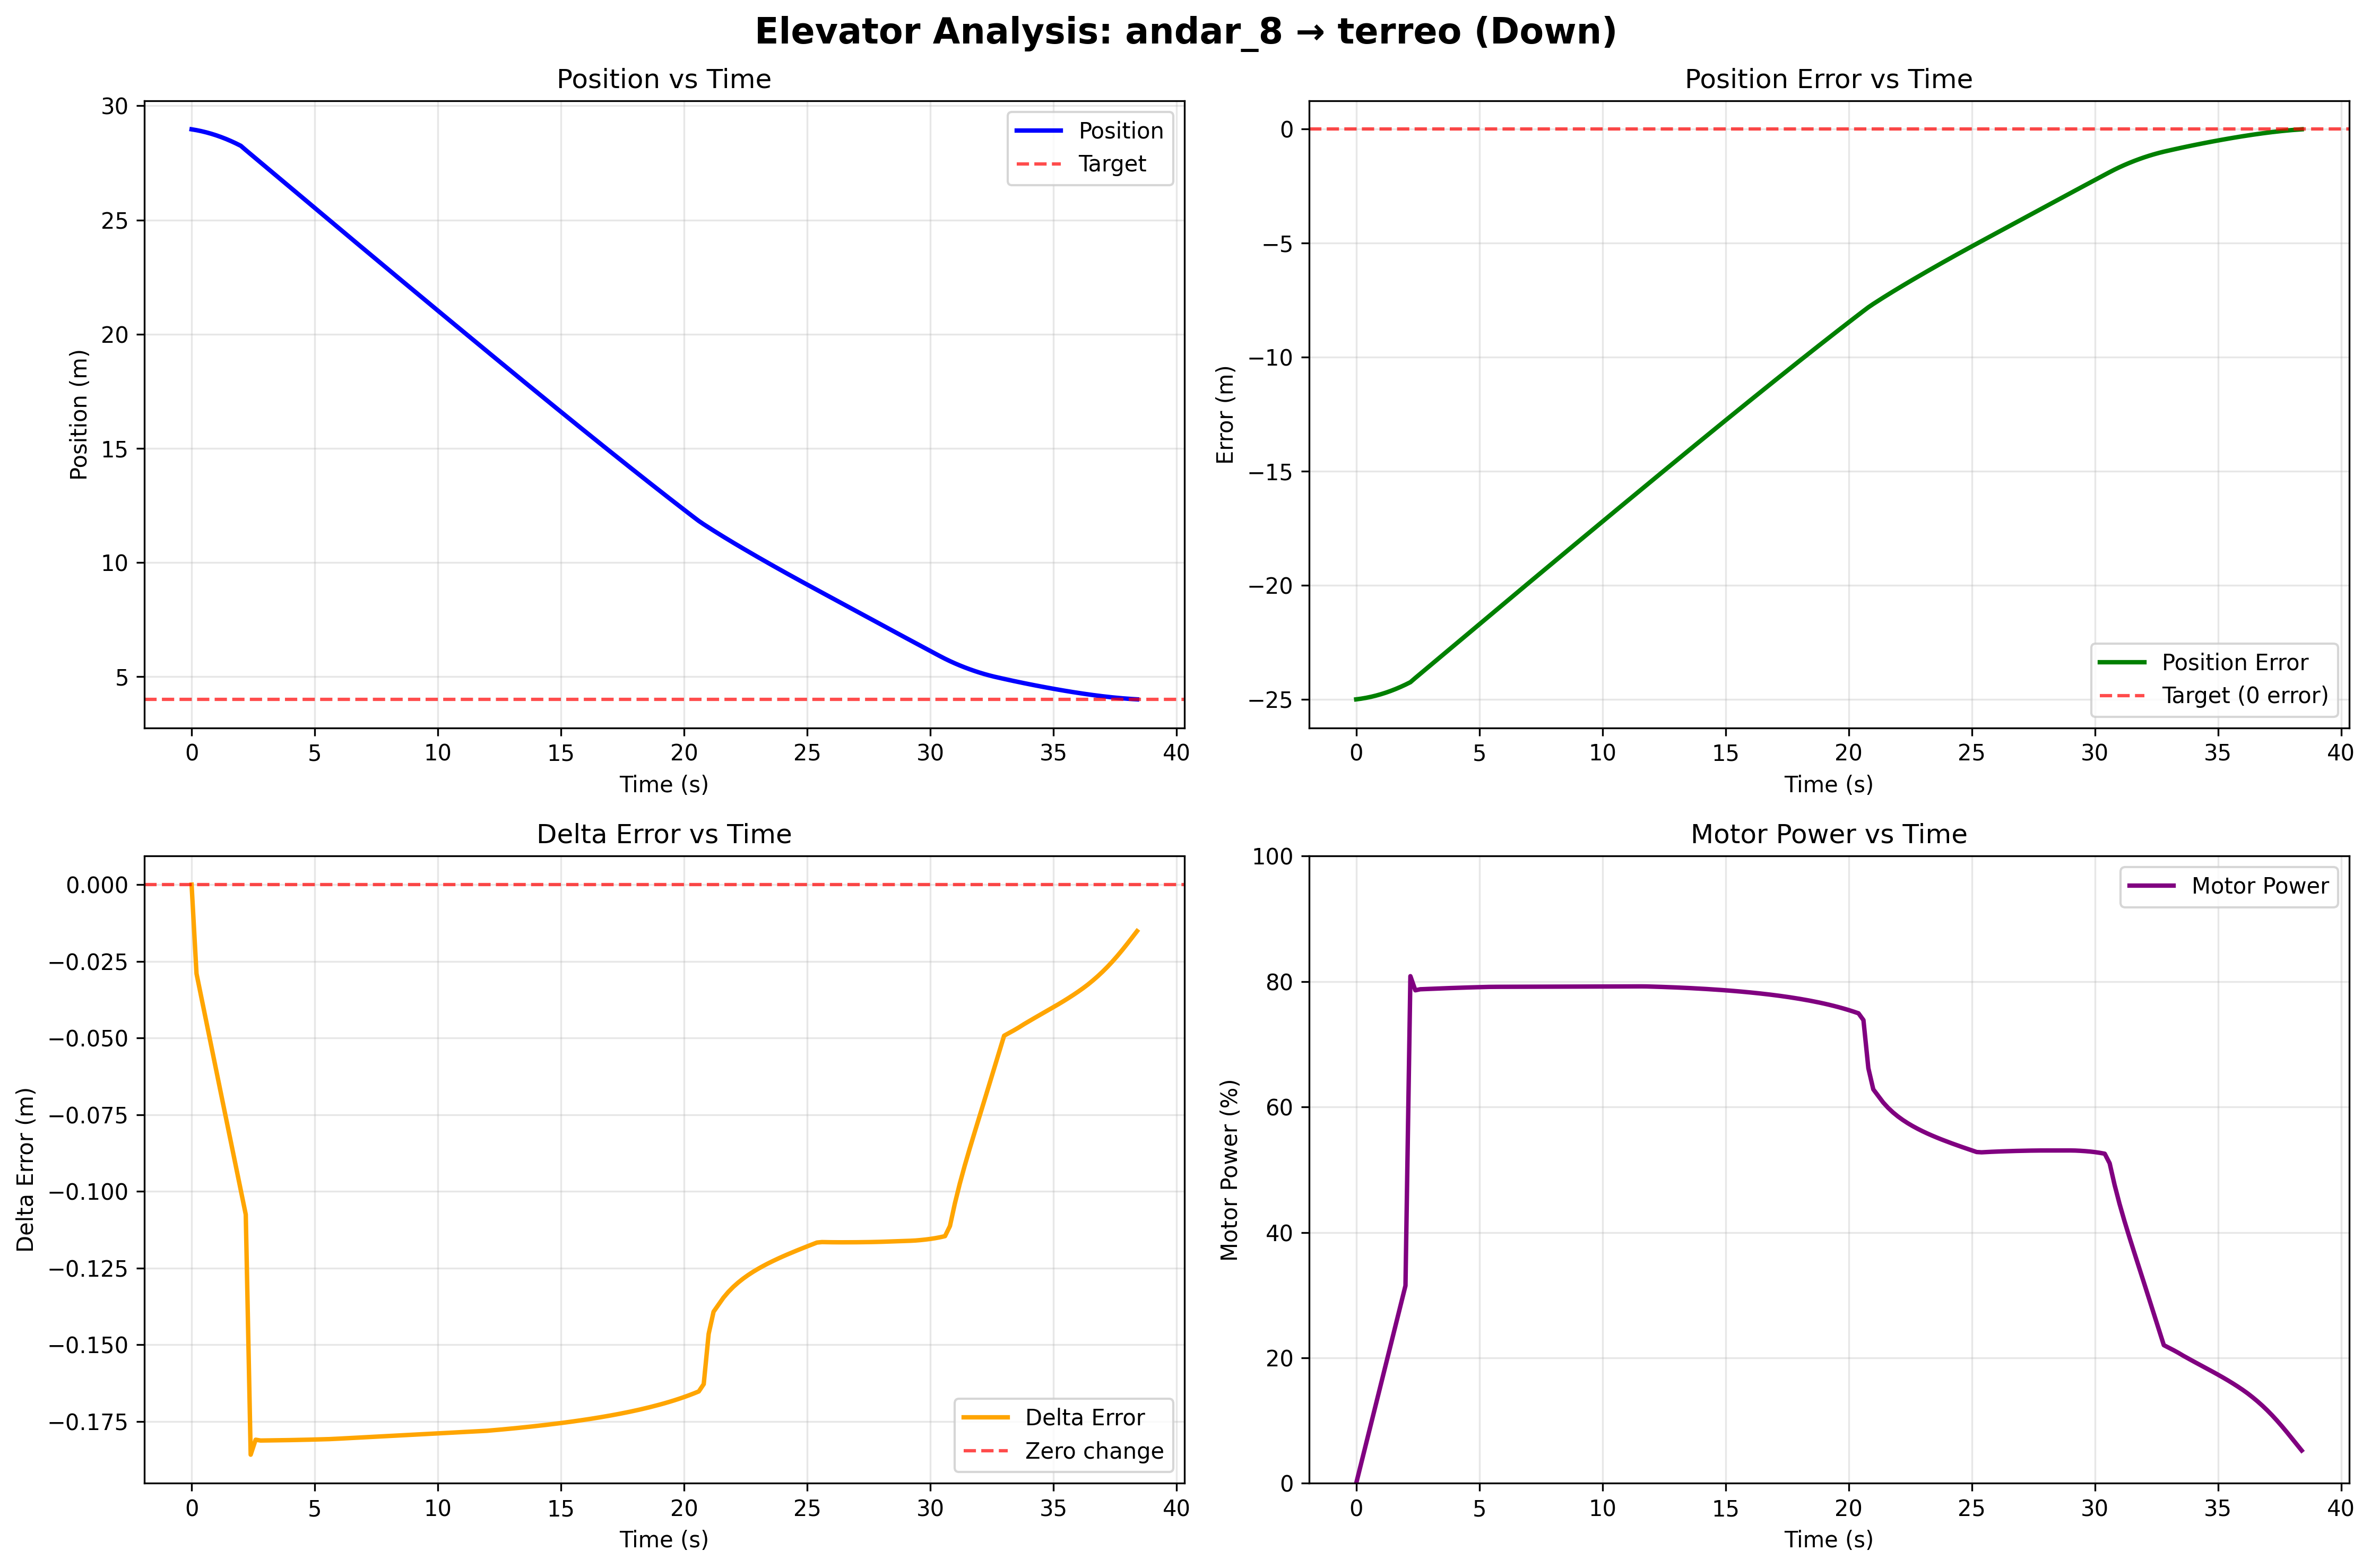 Elevator Analysis: andar_8 → terreo (Down)
Position vs Time
30
25
20
15
10
5
Position (m)
Position
Target
0 5 10 15 20 25 30 35 40
Time (s)
Position Error vs Time
0
−5
−10
−15
−20
−25
Error (m)
Position Error
Target (0 error)
0 5 10 15 20 25 30 35 40
Time (s)
Delta Error vs Time
0.000
−0.025
−0.050
−0.075
−0.100
−0.125
−0.150
−0.175
Delta Error (m)
Delta Error
Zero change
0 5 10 15 20 25 30 35 40
Time (s)
Motor Power vs Time
100
80
60
40
20
0
Motor Power (%)
Motor Power
0 5 10 15 20 25 30 35 40
Time (s)